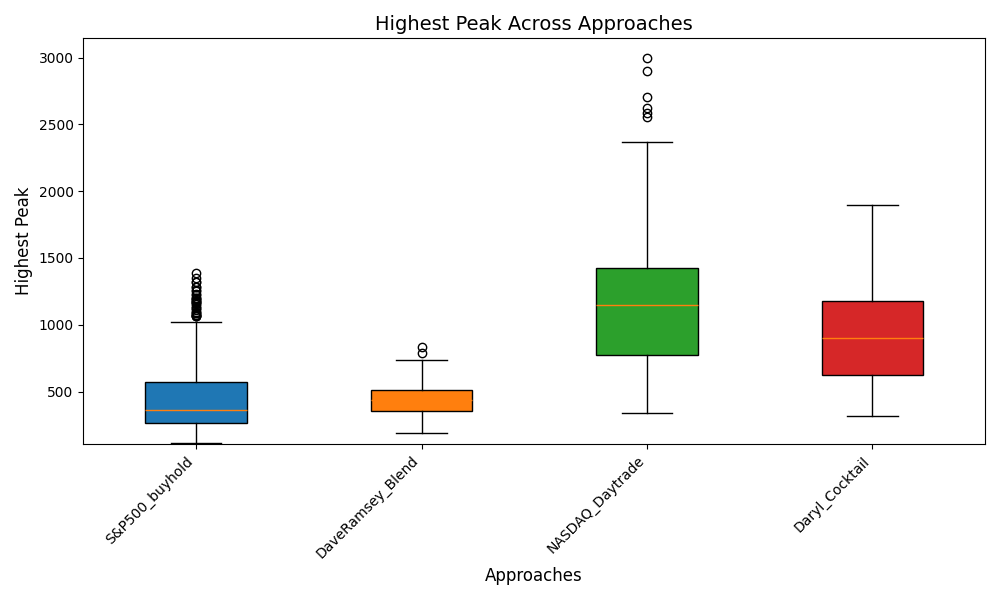 Highest Peak Across Approaches
Highest Peak
3000
2500
2000
1500
1000
500
S&P500_buyhold
DaveRamsey_Blend
NASDAQ_Daytrade
Daryl_Cocktail
Approaches